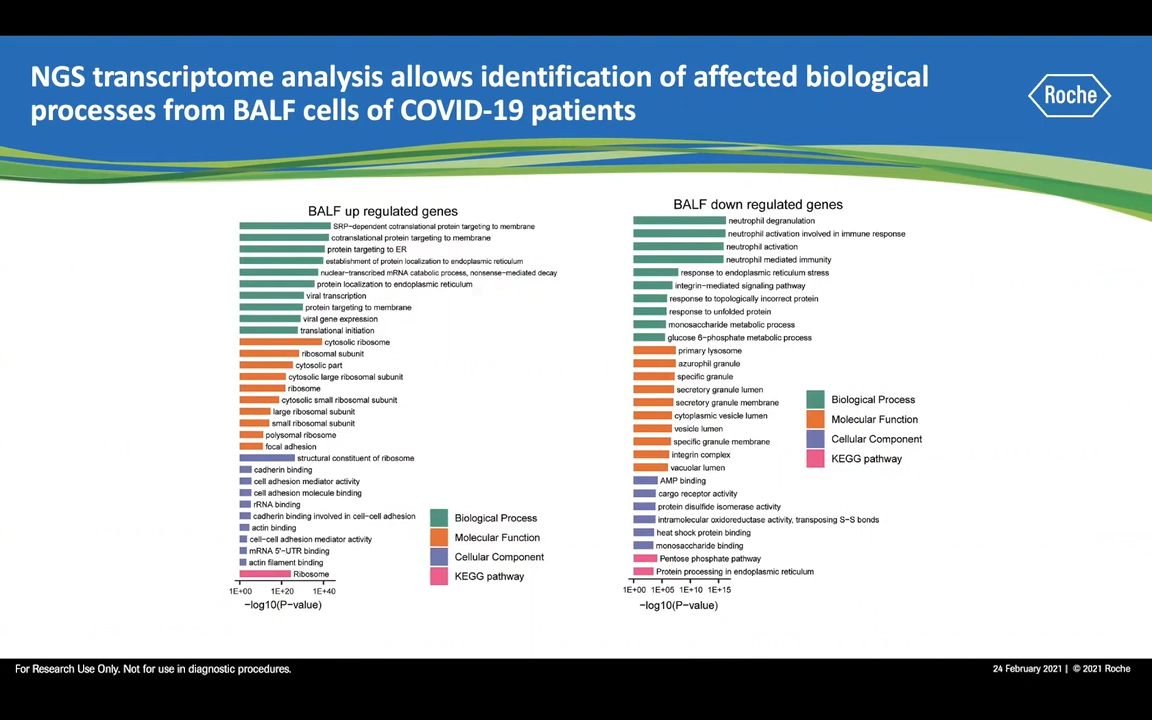 NGS transcriptome analysis allows identification of affected biological
processes from BALF cells of COVID-19 patients
Roche
BALF up regulated genes
SRP−dependent cotranslational protein targeting to membrane
cotranslational protein targeting to membrane
protein targeting to ER
establishment of protein localization to endoplasmic reticulum
nuclear−transcribed mRNA catabolic process, nonsense−mediated decay
protein localization to endoplasmic reticulum
viral transcription
protein targeting to membrane
viral gene expression
translational initiation
cytosolic ribosome
ribosomal subunit
cytosolic part
cytosolic large ribosomal subunit
ribosome
cytosolic small ribosomal subunit
large ribosomal subunit
small ribosomal subunit
polysomal ribosome
focal adhesion
structural constituent of ribosome
cadherin binding
cell adhesion mediator activity
cell adhesion molecule binding
rRNA binding
cadherin binding involved in cell−cell adhesion
actin binding
cell−cell adhesion mediator activity
mRNA 5'−UTR binding
actin filament binding
Ribosome
1E+00 1E+20 1E+40
−log10(P−value)
Biological Process
Molecular Function
Cellular Component
KEGG pathway
BALF down regulated genes
neutrophil degranulation
neutrophil activation involved in immune response
neutrophil activation
neutrophil mediated immunity
response to endoplasmic reticulum stress
integrin−mediated signaling pathway
response to topologically incorrect protein
response to unfolded protein
monosaccharide metabolic process
glucose 6−phosphate metabolic process
primary lysosome
azurophil granule
specific granule
secretory granule lumen
secretory granule membrane
cytoplasmic vesicle lumen
vesicle lumen
specific granule membrane
integrin complex
vacuolar lumen
AMP binding
cargo receptor activity
protein disulfide isomerase activity
intramolecular oxidoreductase activity, transposing S−S bonds
heat shock protein binding
monosaccharide binding
Pentose phosphate pathway
Protein processing in endoplasmic reticulum
1E+00 1E+05 1E+10 1E+15
−log10(P−value)
Biological Process
Molecular Function
Cellular Component
KEGG pathway
For Research Use Only. Not for use in diagnostic procedures.
24 February 2021 | © 2021 Roche